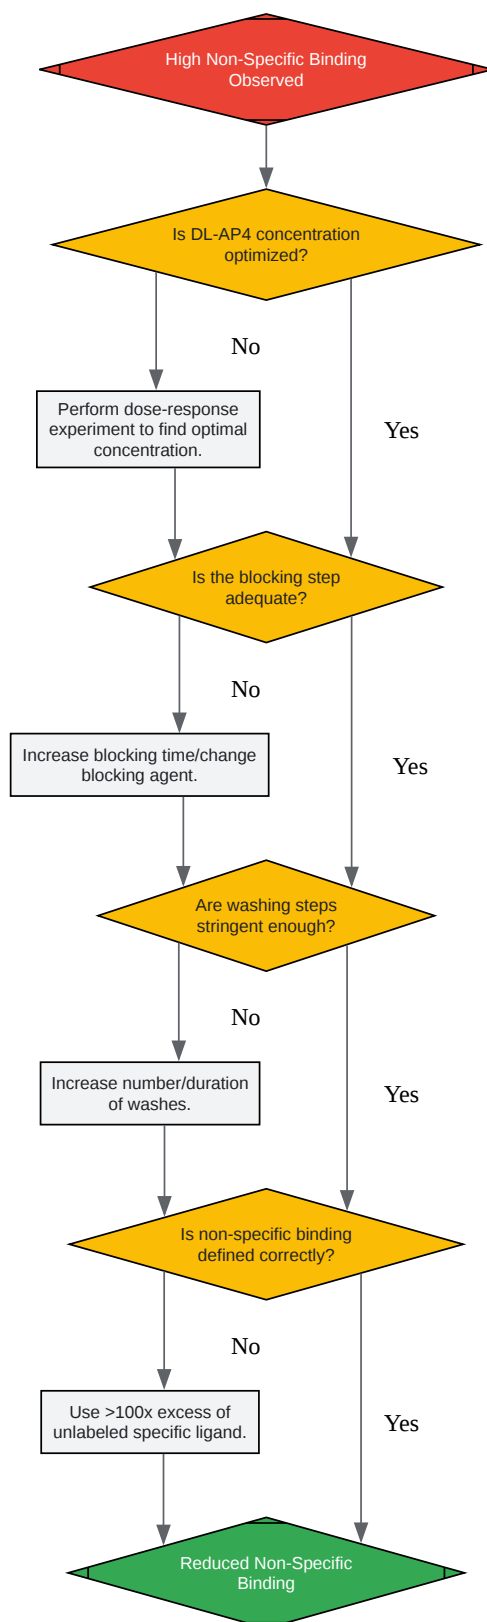 High Non-Specific Binding
Observed
Is DL-AP4 concentration
optimized?
No
Perform dose-response
experiment to find optimal
concentration.
Yes
Is the blocking step
adequate?
No
Increase blocking time/change
blocking agent.
Yes
Are washing steps
stringent enough?
No
Increase number/duration
of washes.
Yes
Is non-specific binding
defined correctly?
No
Use >100x excess of
unlabeled specific ligand.
Yes
Reduced Non-Specific
Binding